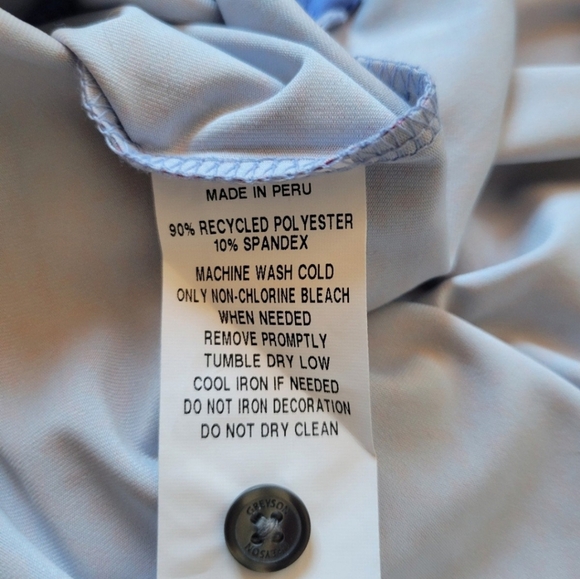 MADE IN PERU
90% RECYCLED POLYESTER
10% SPANDEX
MACHINE WASH COLD
ONLY NON-CHLORINE BLEACH
WHEN NEEDED
REMOVE PROMPTLY
TUMBLE DRY LOW
COOL IRON IF NEEDED
DO NOT IRON DECORATION
DO NOT DRY CLEAN
GREYSON